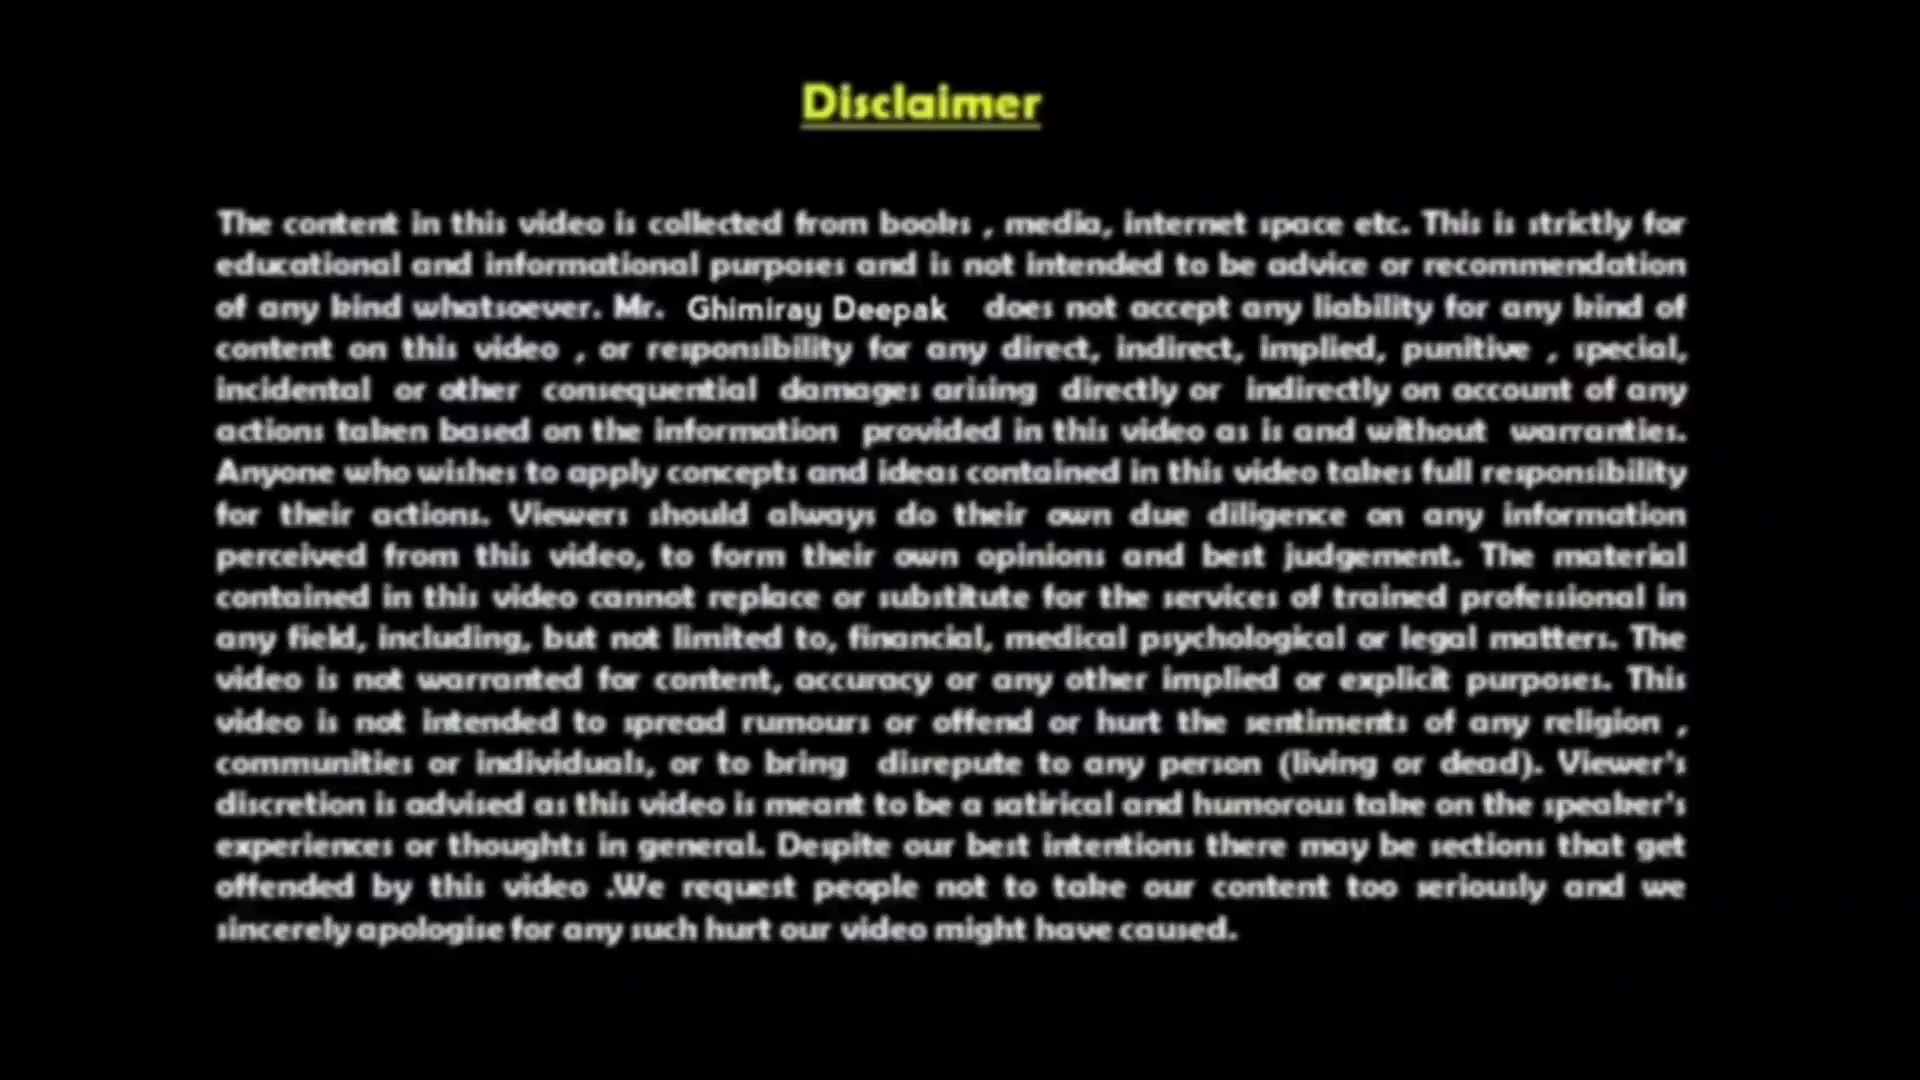 Disclaimer
The content in this video is collected from books , media, internet space etc. This is strictly for
educational and informational purposes and is not intended to be advice or recommendation
of any kind whatsoever. Mr. Ghimiray Deepak does not accept any liability for any kind of
content on this video , or responsibility for any direct, indirect, implied, punitive , special,
incidental or other consequential damages arising directly or indirectly on account of any
actions taken based on the information provided in this video as is and without warranties.
Anyone who wishes to apply concepts and ideas contained in this video takes full responsibility
for their actions. Viewers should always do their own due diligence on any information
perceived from this video, to form their own opinions and best judgement. The material
contained in this video cannot replace or substitute for the services of trained professional in
any field, including, but not limited to, financial, medical psychological or legal matters. The
video is not warranted for content, accuracy or any other implied or explicit purposes. This
video is not intended to spread rumours or offend or hurt the sentiments of any religion ,
communities or individuals, or to bring disrepute to any person (living or dead). Viewer's
discretion is advised as this video is meant to be a satirical and humorous take on the speaker's
experiences or thoughts in general. Despite our best intentions there may be sections that get
offended by this video .We request people not to take our content too seriously and we
sincerely apologise for any such hurt our video might have caused.